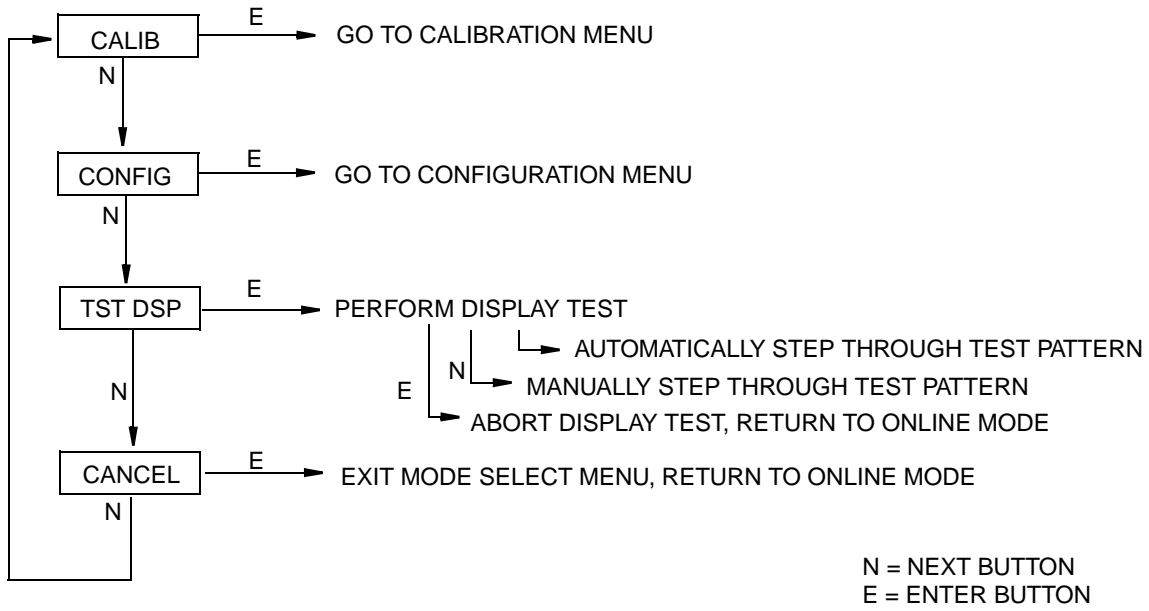 E
CALIB
GO TO CALIBRATION MENU
N
E
CONFIG
GO TO CONFIGURATION MENU
N
E
TST DSP
PERFORM DISPLAY TEST
AUTOMATICALLY STEP THROUGH TEST PATTERN
N
MANUALLY STEP THROUGH TEST PATTERN
E
N
ABORT DISPLAY TEST, RETURN TO ONLINE MODE
E
CANCEL
EXIT MODE SELECT MENU, RETURN TO ONLINE MODE
N
N = NEXT BUTTON
E = ENTER BUTTON